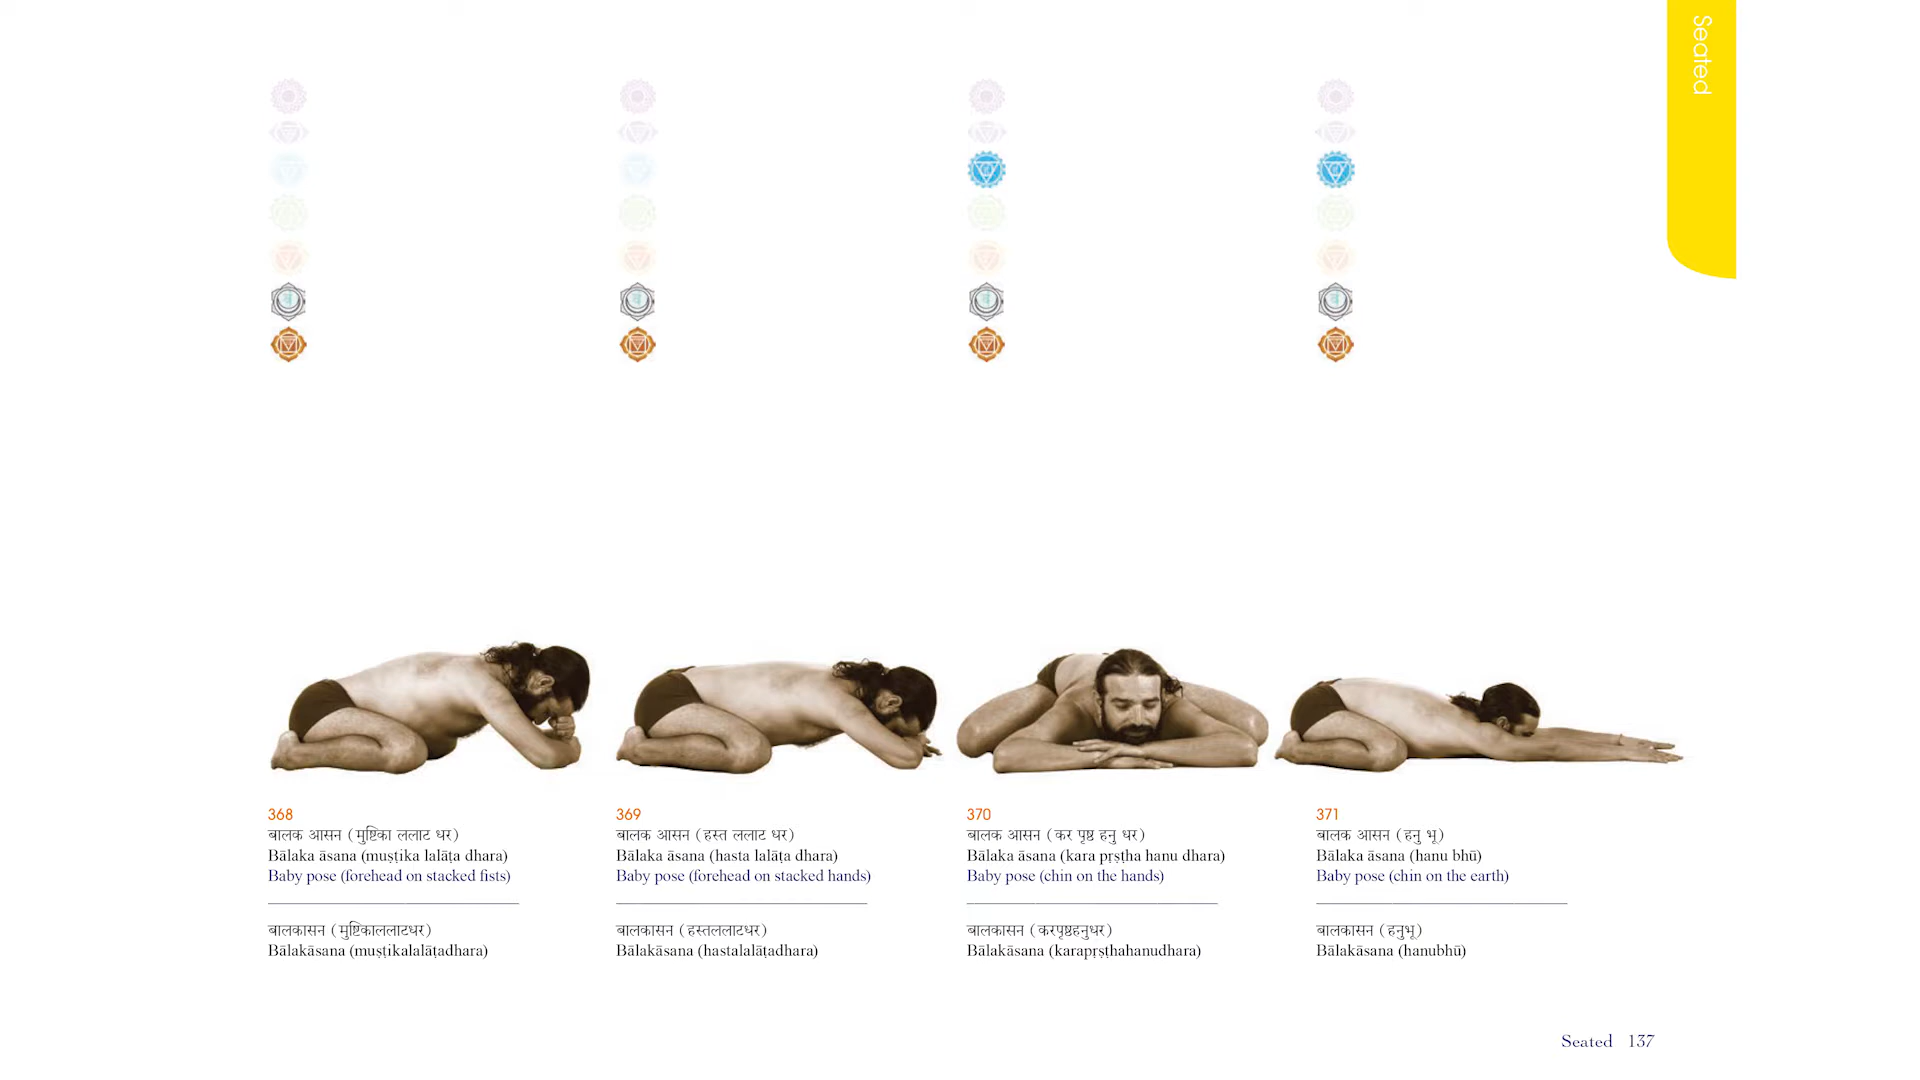 Seated
368
बालक आसन (मुष्टिका ललाट धर)
Bālaka āsana (muṣṭika lalāṭa dhara)
Baby pose (forehead on stacked fists)
बालकासन (मुष्टिकाललाटधर)
Bālakāsana (muṣṭikalalāṭadhara)
369
बालक आसन (हस्त ललाट धर)
Bālaka āsana (hasta lalāṭa dhara)
Baby pose (forehead on stacked hands)
बालकासन (हस्तललाटधर)
Bālakāsana (hastalalāṭadhara)
370
बालक आसन (कर पृष्ठ हनु धर)
Bālaka āsana (kara pṛṣṭha hanu dhara)
Baby pose (chin on the hands)
बालकासन (करपृष्ठहनुधर)
Bālakāsana (karapṛṣṭhahanudhara)
371
बालक आसन (हनु भू)
Bālaka āsana (hanu bhū)
Baby pose (chin on the earth)
बालकासन (हनुभू)
Bālakāsana (hanubhū)
Seated 137